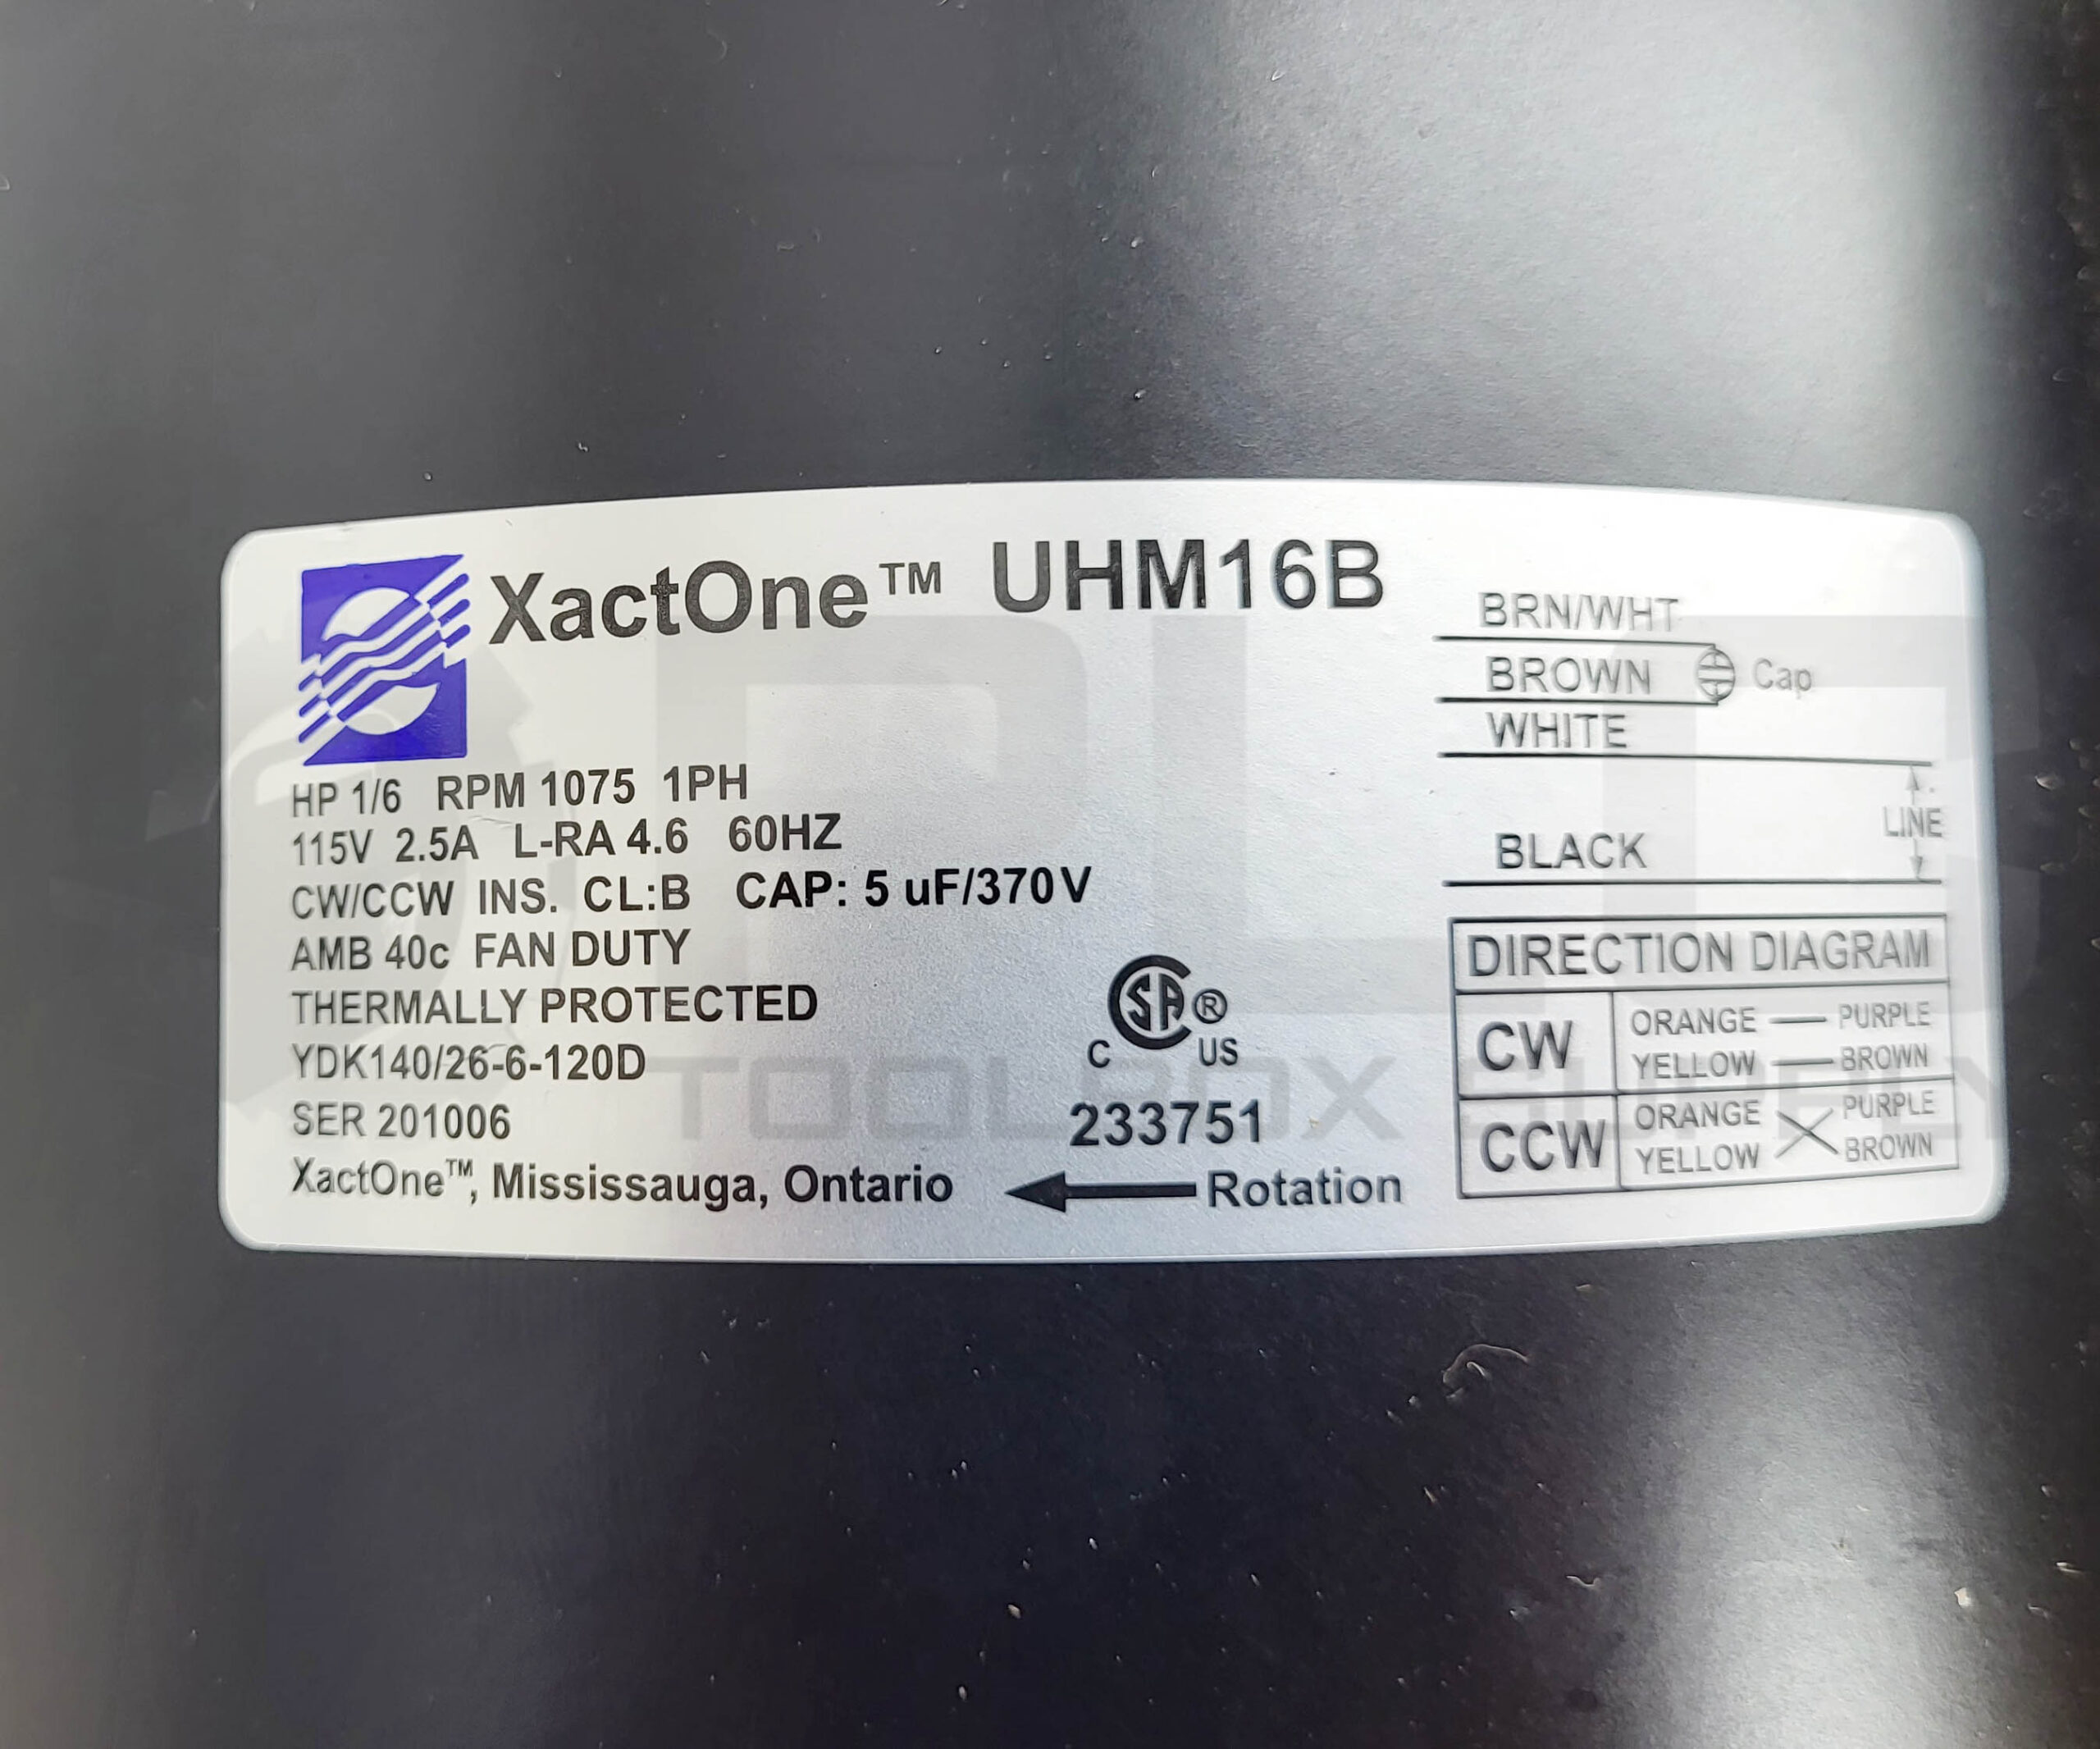 XactOne™ UHM16B
HP 1/6 RPM 1075 1PH
115V 2.5A L-RA 4.6 60HZ
CW/CCW INS. CL:B CAP: 5 uF/370V
AMB 40c FAN DUTY
THERMALLY PROTECTED
YDK140/26-6-120D
SER 201006
XactOne™, Mississauga, Ontario
SA ®
C US
233751
Rotation
BRN/WHT
BROWN Cap
WHITE
LINE
BLACK
DIRECTION DIAGRAM
CW ORANGE — PURPLE
YELLOW — BROWN
CCW ORANGE PURPLE
YELLOW BROWN
TOOLBOX